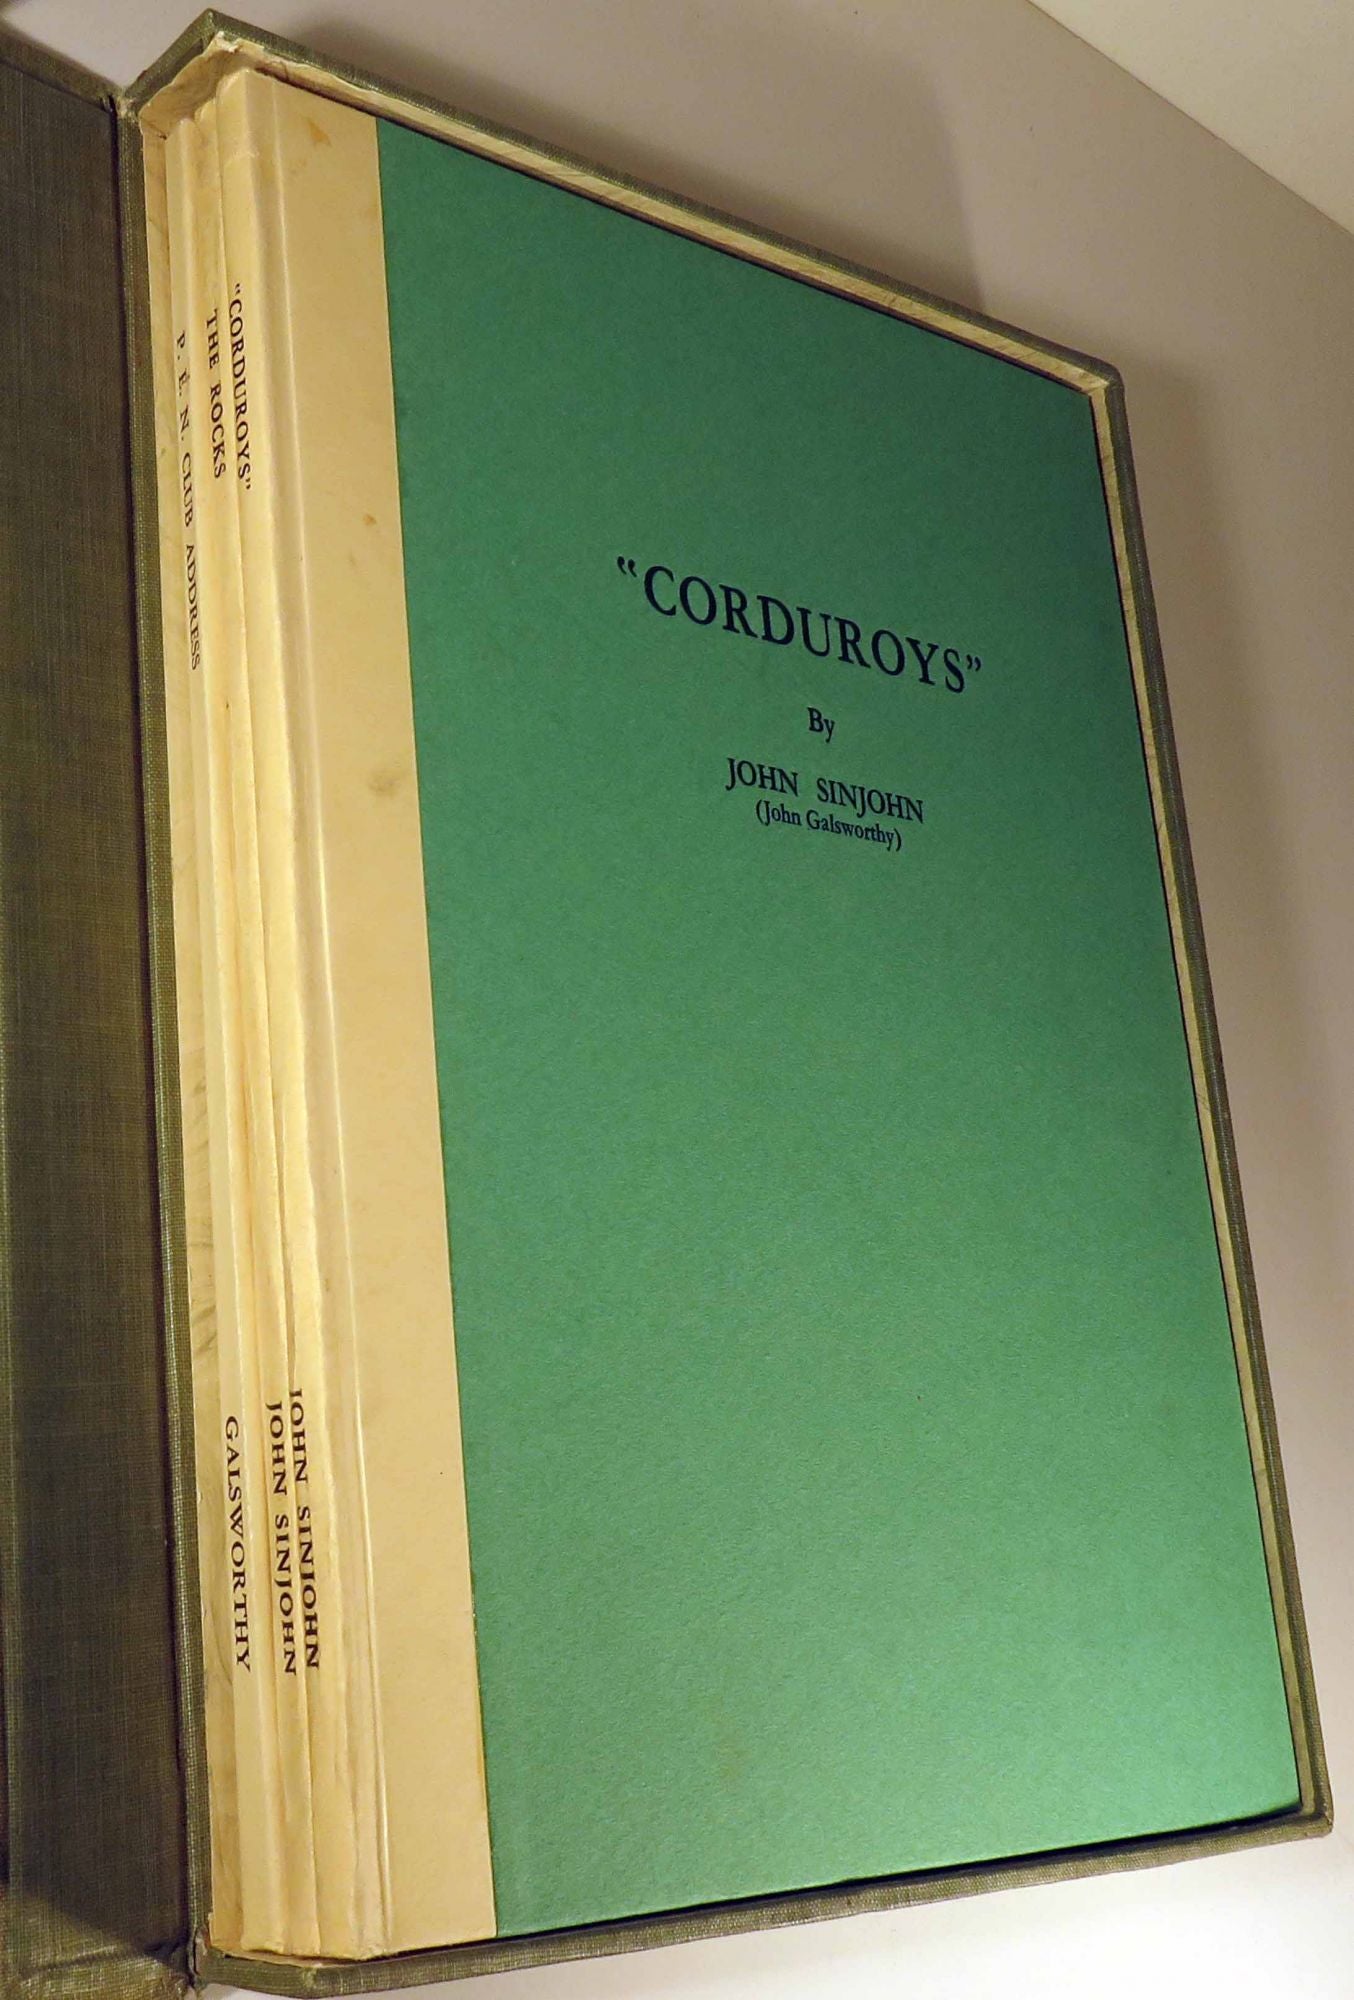 "CORDUROYS"
By
JOHN SINJOHN
(John Galsworthy)
"CORDUROYS" JOHN SINJOHN
THE ROCKS JOHN SINJOHN
P. E. N. CLUB ADDRESS GALSWORTHY